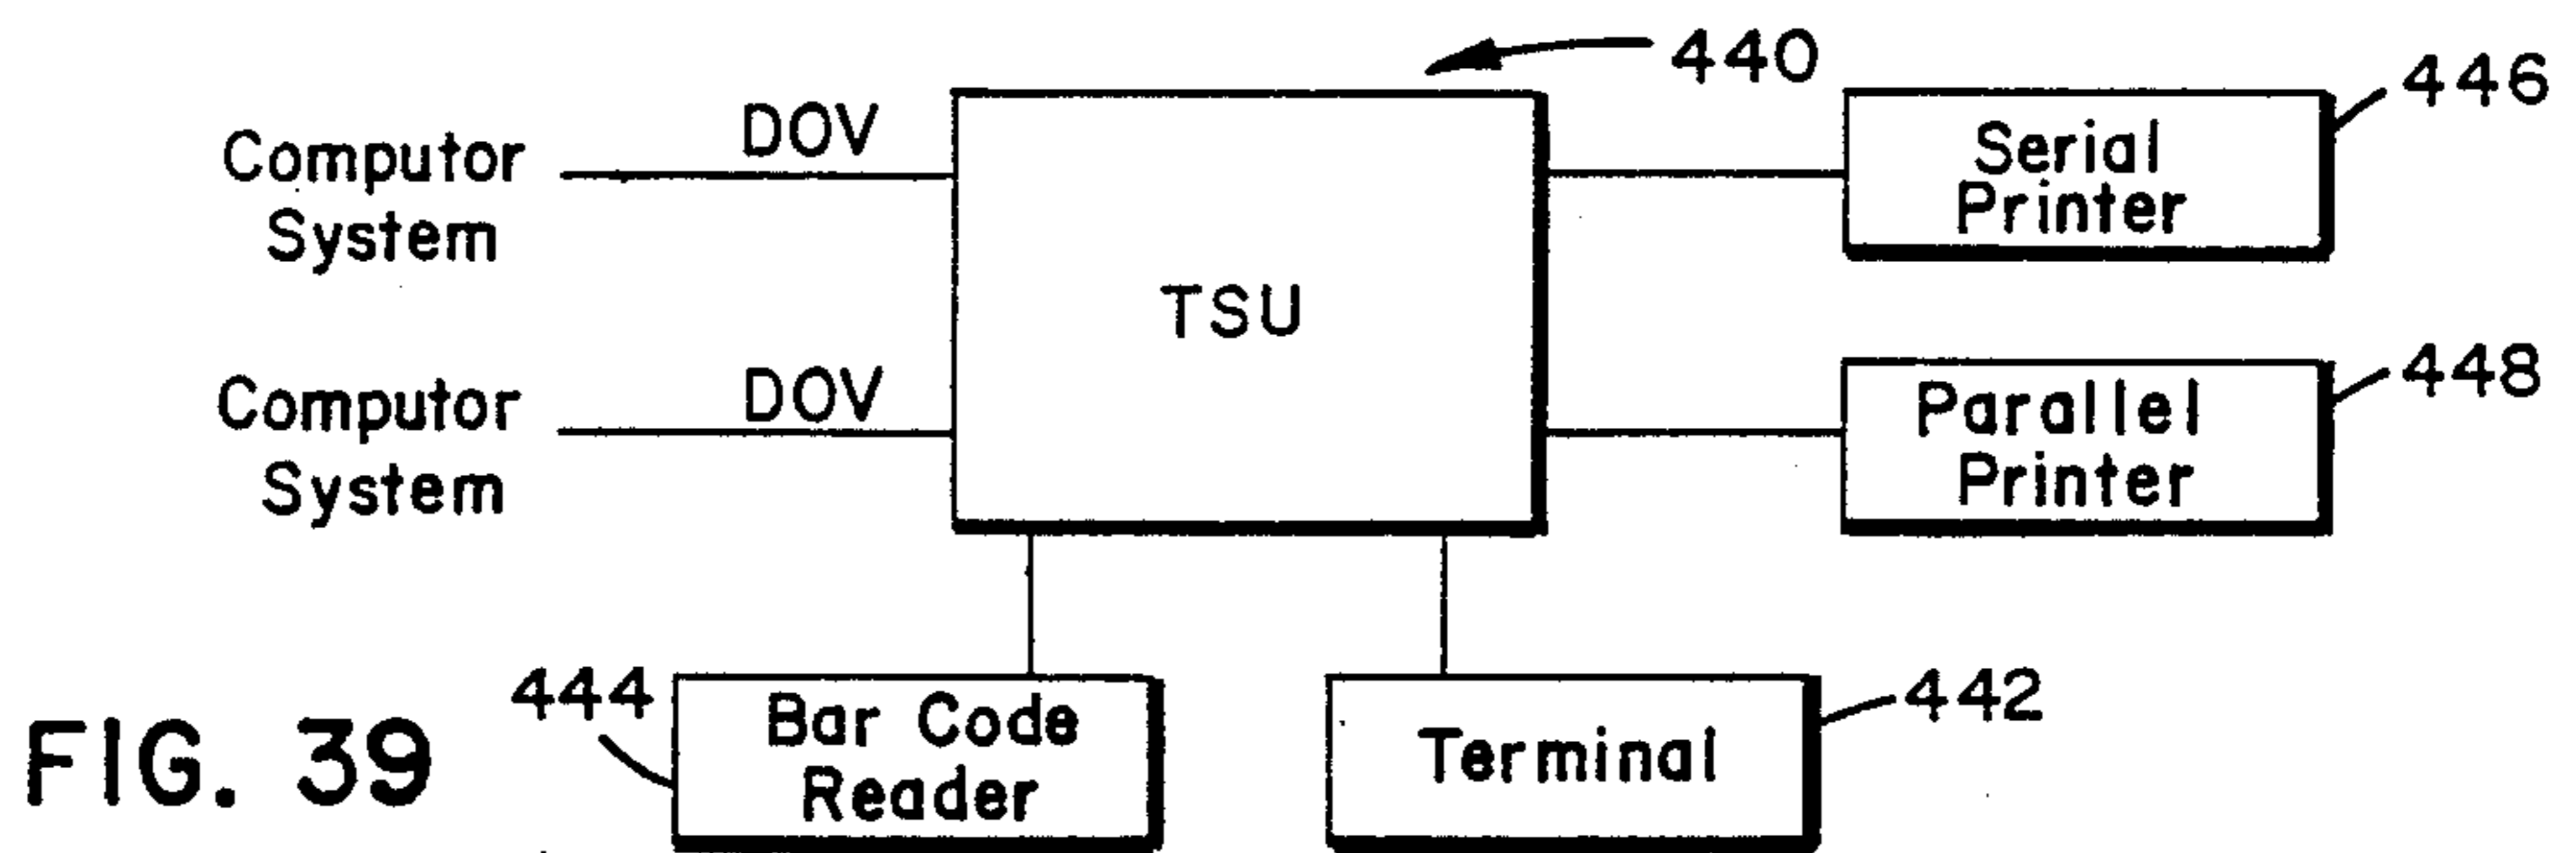 440
446
DOV
Computor
System
Serial
Printer
TSU
448
DOV
Computor
System
Parallel
Printer
444
Bar Code
Reader
442
Terminal
FIG. 39